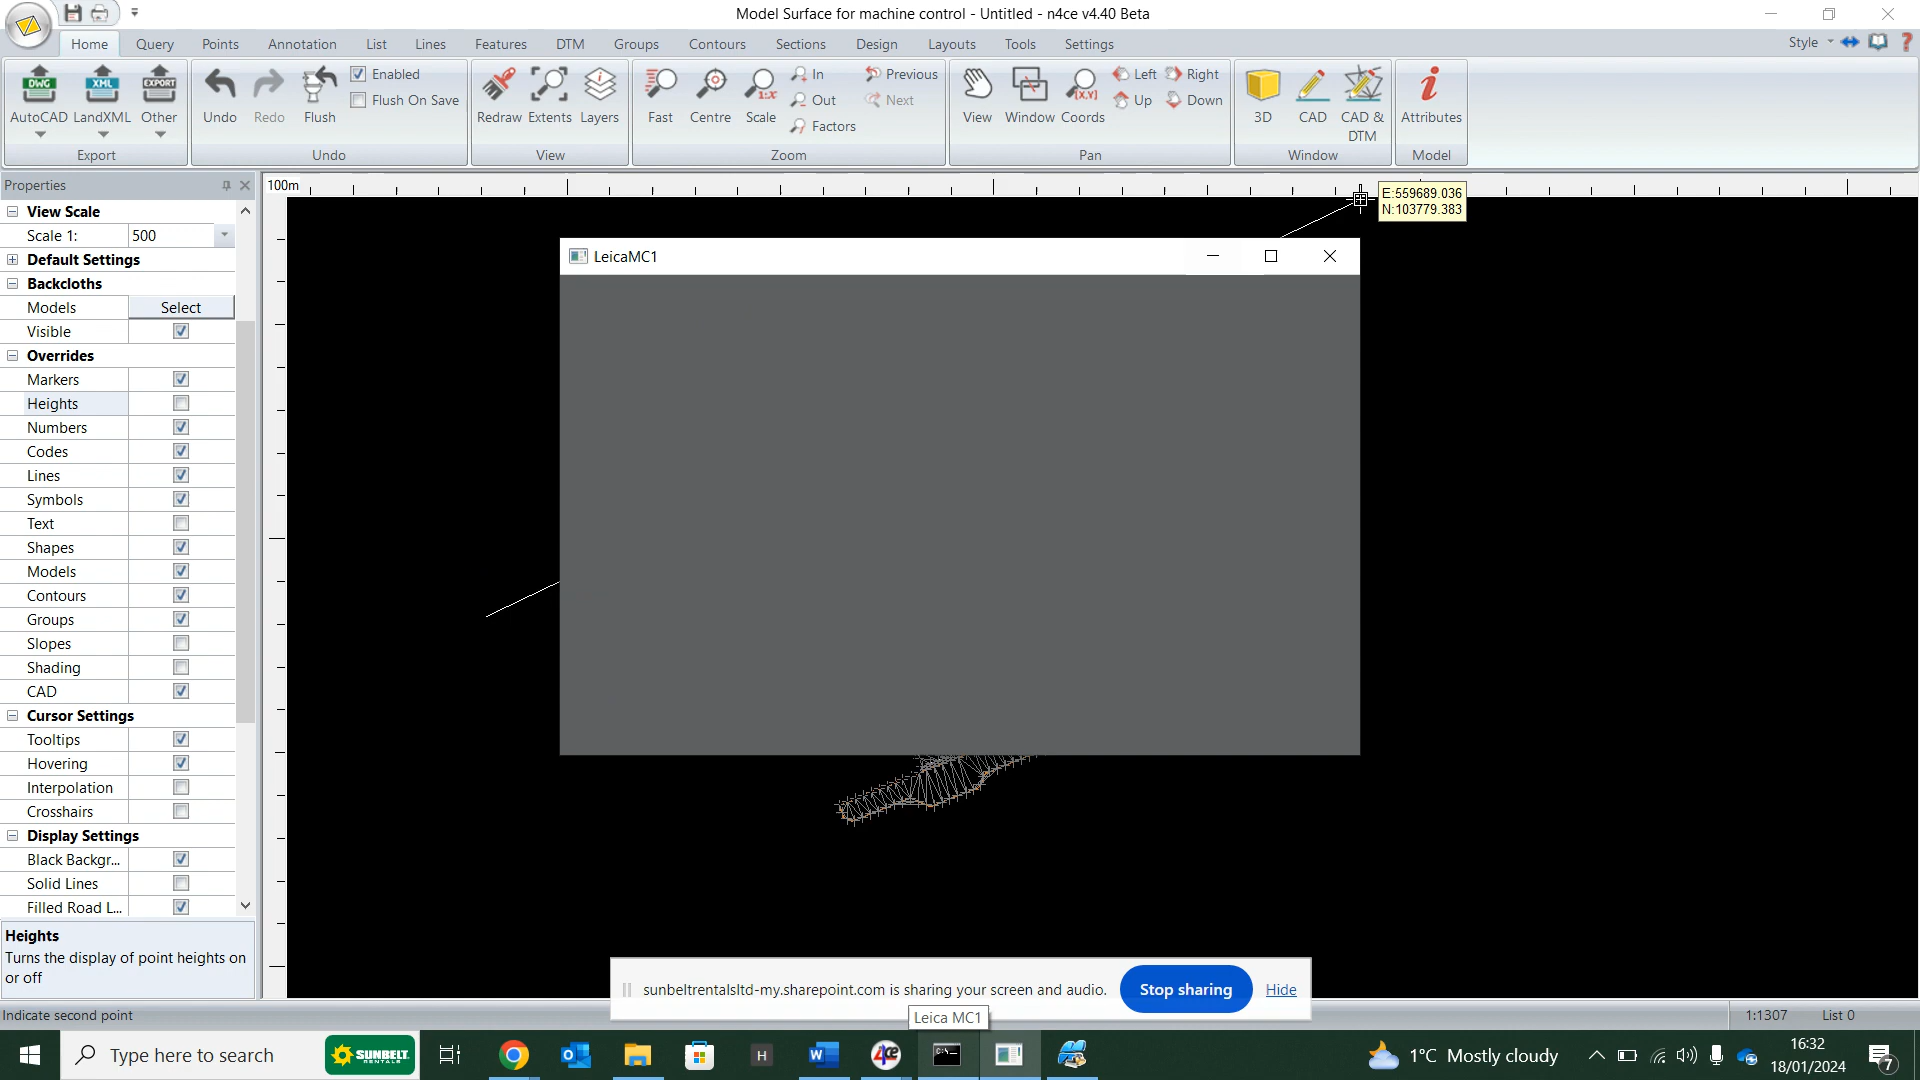 Model Surface for machine control - Untitled - n4ce v4.40 Beta
Home Query Points Annotation List Lines Features DTM Groups Contours Sections Design Layouts Tools Settings Style
DWG XML EXPORT Enabled In Previous Left Right
Flush On Save Out Next Up Down
AutoCAD LandXML Other Undo Redo Flush Redraw Extents Layers Fast Centre Scale Factors View Window Coords 3D CAD CAD & DTM Attributes
1:X (X,Y)
Export Undo View Zoom Pan Window Model
Properties
100m
E:559689.036
N:103779.383
View Scale
Scale 1: 500
Default Settings
Backcloths
Models Select
Visible
Overrides
Markers
Heights
Numbers
Codes
Lines
Symbols
Text
Shapes
Models
Contours
Groups
Slopes
Shading
CAD
Cursor Settings
Tooltips
Hovering
Interpolation
Crosshairs
Display Settings
Black Backgr...
Solid Lines
Filled Road L...
Heights
Turns the display of point heights on
or off
LeicaMC1
sunbeltrentalsltd-my.sharepoint.com is sharing your screen and audio. Stop sharing Hide
Leica MC1
Indicate second point 1:1307 List 0
Type here to search SUNBELT RENTALS H 4ce 1°C Mostly cloudy 16:32
18/01/2024 7